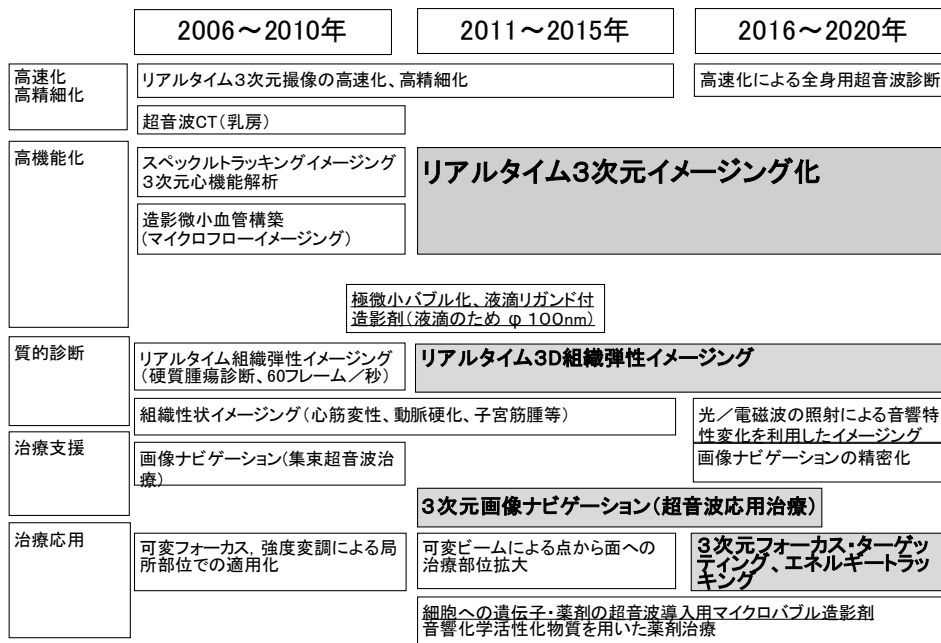 2006～2010年
2011～2015年
2016～2020年
高速化
高精細化
リアルタイム３次元撮像の高速化、高精細化
高速化による全身用超音波診断
超音波CT（乳房）
高機能化
スペックルトラッキングイメージング
３次元心機能解析
リアルタイム３次元イメージング化
造影微小血管構築
（マイクロフローイメージング）
極微小バブル化、液滴リガンド付
造影剤（液滴のため φ １００nm）
質的診断
リアルタイム組織弾性イメージング
（硬質腫瘍診断、60フレーム／秒）
リアルタイム３D組織弾性イメージング
組織性状イメージング（心筋変性、動脈硬化、子宮筋腫等）
光／電磁波の照射による音響特
性変化を利用したイメージング
治療支援
画像ナビゲーション（集束超音波治
療）
画像ナビゲーションの精密化
３次元画像ナビゲーション（超音波応用治療）
治療応用
可変フォーカス，強度変調による局
所部位での適用化
可変ビームによる点から面への
治療部位拡大
３次元フォーカス・ターゲッ
ティング、エネルギートラッ
キング
細胞への遺伝子・薬剤の超音波導入用マイクロバブル造影剤
音響化学活性化物質を用いた薬剤治療